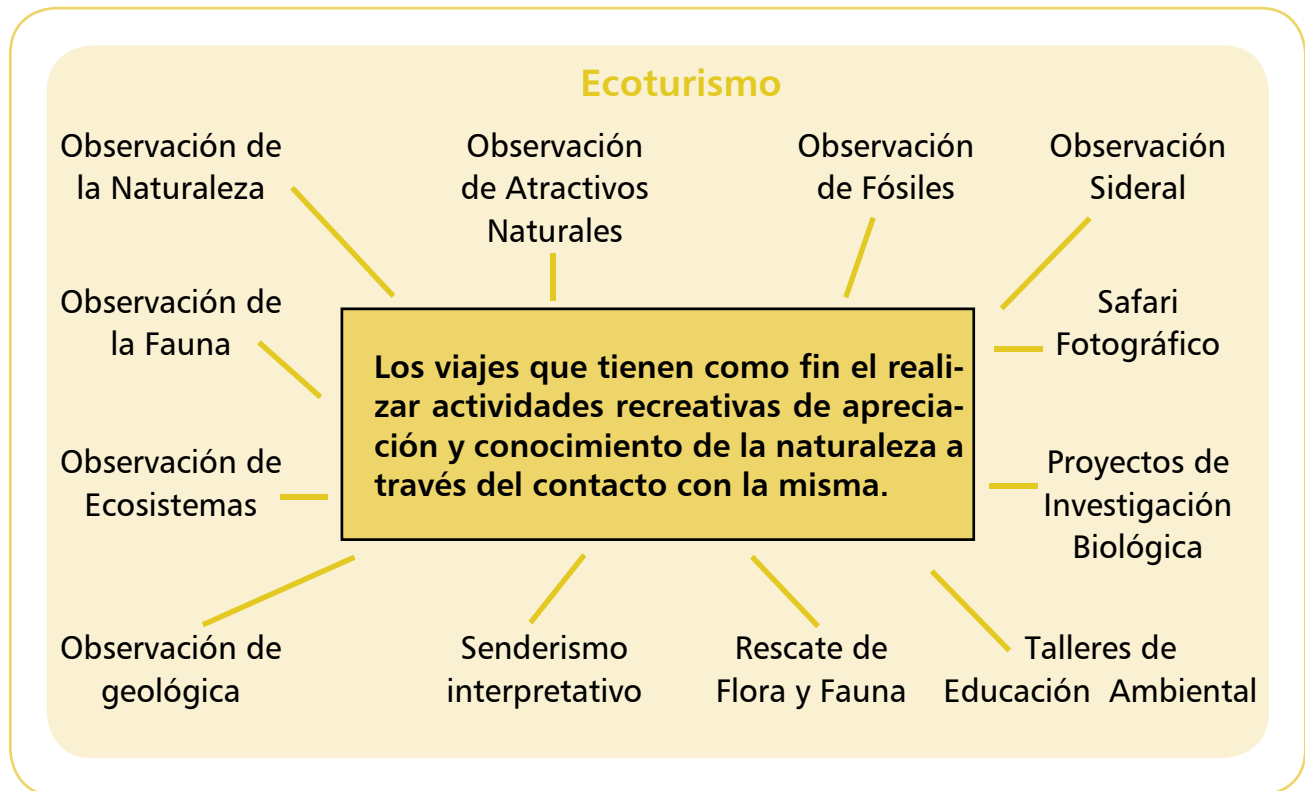 Ecoturismo
Observación de
la Naturaleza
Observación
de Atractivos
Naturales
Observación
de Fósiles
Observación
Sideral
Observación de
la Fauna
Safari
Fotográfico
Los viajes que tienen como fin el reali-
zar actividades recreativas de aprecia-
ción y conocimiento de la naturaleza a
través del contacto con la misma.
Observación de
Ecosistemas
Proyectos de
Investigación
Biológica
Observación de
geológica
Senderismo
interpretativo
Rescate de
Flora y Fauna
Talleres de
Educación Ambiental